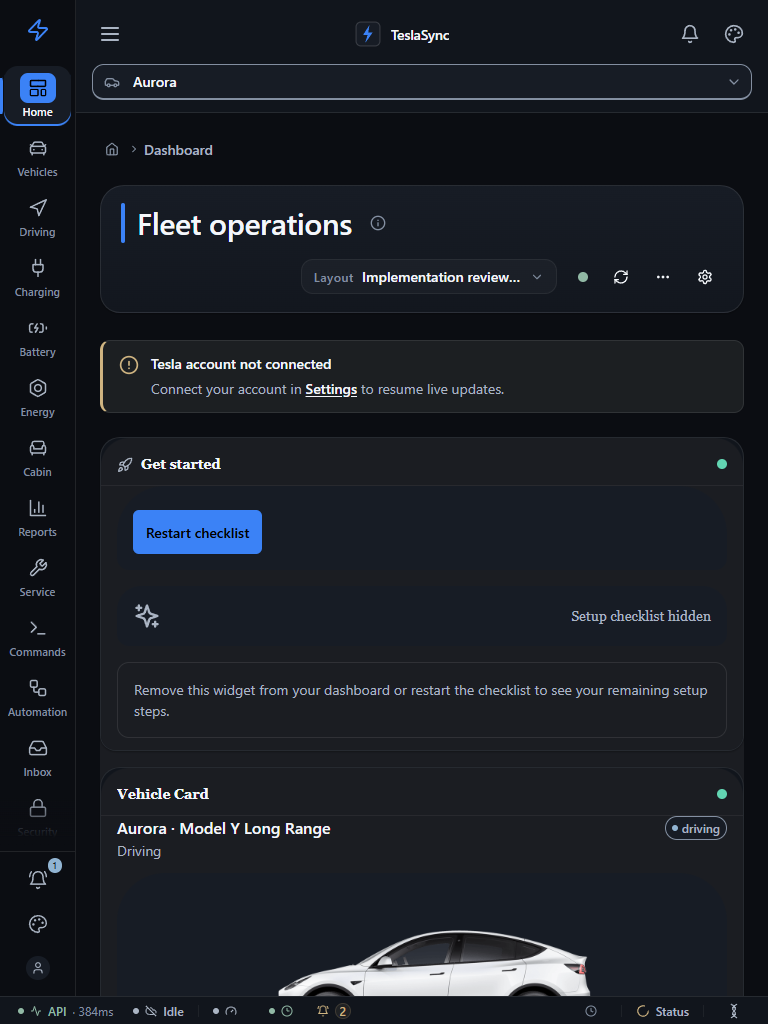 TeslaSync
Aurora
Home
Vehicles
Driving
Charging
Battery
Energy
Cabin
Reports
Service
Commands
Automation
Inbox
Security
1
Dashboard
Fleet operations
Layout Implementation review...
Tesla account not connected
Connect your account in Settings to resume live updates.
Get started
Restart checklist
Setup checklist hidden
Remove this widget from your dashboard or restart the checklist to see your remaining setup
steps.
Vehicle Card
Aurora · Model Y Long Range
driving
Driving
API · 384ms
Idle
2
Status